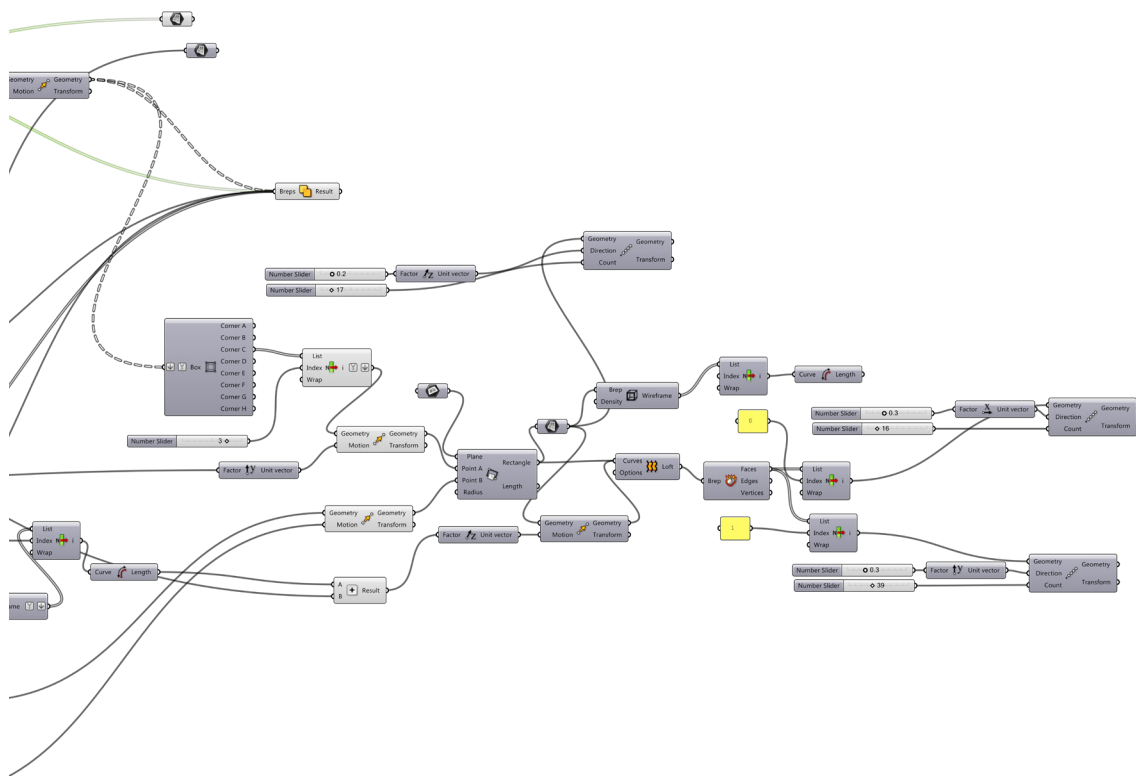 Geometry Geometry
Motion Transform
Breps Result
Geometry Geometry
Direction
Count Transform
Number Slider 0.2
Factor Unit vector
Number Slider 17
Box
Corner A
Corner B
Corner C
Corner D
Corner E
Corner F
Corner G
Corner H
List
Index i
Wrap
Number Slider 3
Geometry Geometry
Motion Transform
Factor y Unit vector
Plane Rectangle
Point A
Point B
Radius Length
Brep Wireframe
Density
List
Index i
Wrap
Curve Length
Number Slider 0.3
Factor x Unit vector
Number Slider 16
Geometry Geometry
Direction
Count Transform
Curves Loft
Options
Brep Faces
Edges
Vertices
List
Index i
Wrap
Geometry Geometry
Motion Transform
Factor Z Unit vector
Geometry Geometry
Motion Transform
1
List
Index i
Wrap
Number Slider 0.3
Factor y Unit vector
Number Slider 39
Geometry Geometry
Direction
Count Transform
List
Index i
Wrap
Curve Length
A Result
B